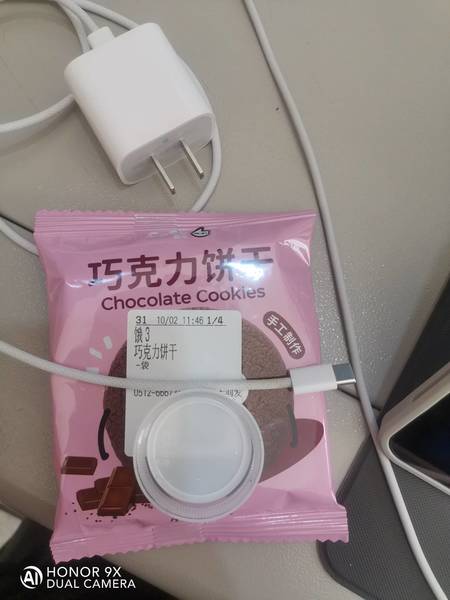 巧克力饼干
Chocolate Cookies
手工制作
31 10/02 11:46 1/4
饿3
巧克力饼干
-袋
HONOR 9X
DUAL CAMERA